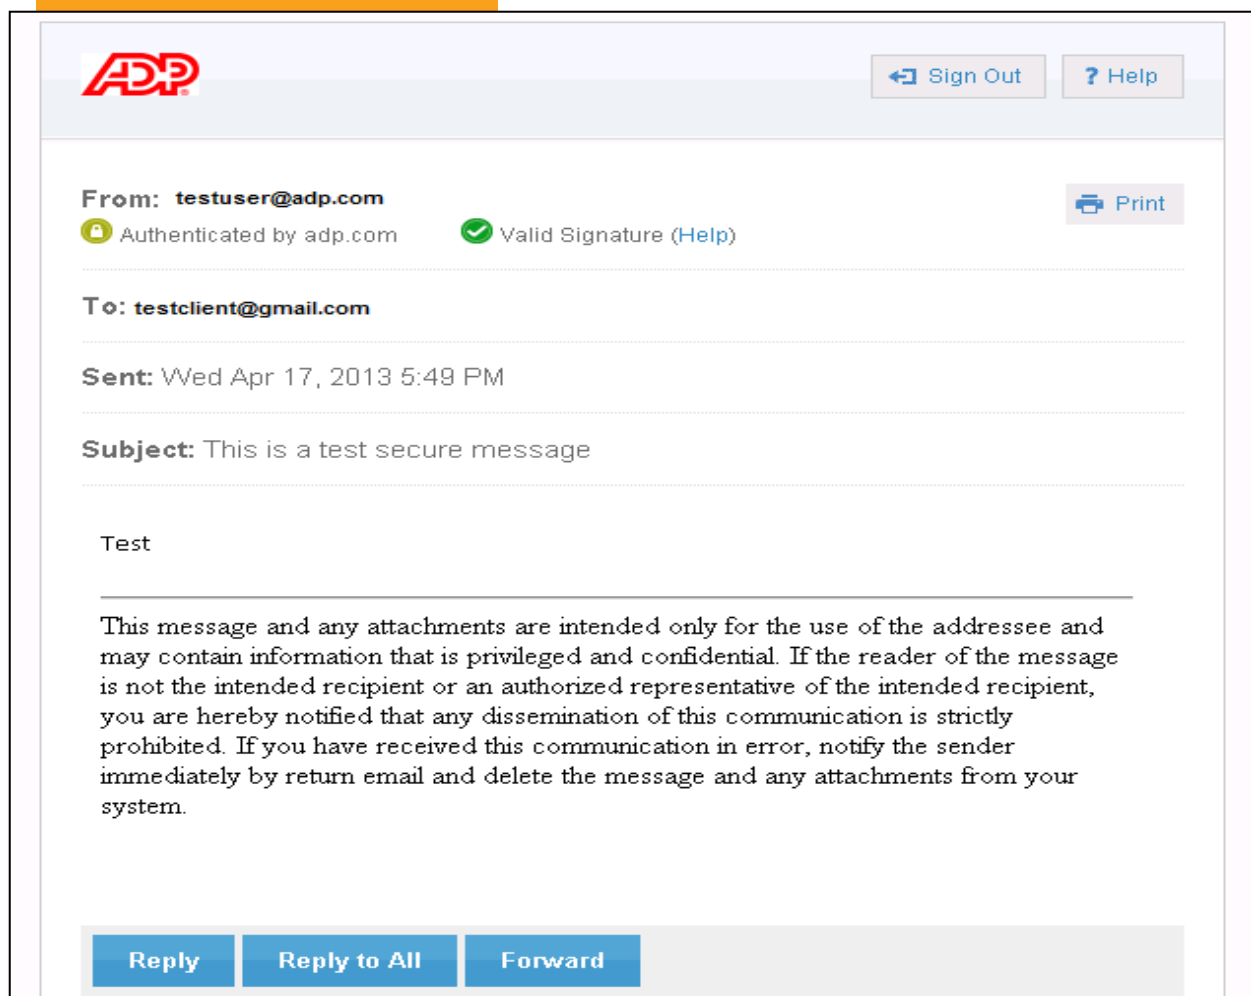 ADP
Sign Out
? Help
From: testuser@adp.com
Print
Authenticated by adp.com
Valid Signature (Help)
To: testclient@gmail.com
Sent: Wed Apr 17, 2013 5:49 PM
Subject: This is a test secure message
Test
This message and any attachments are intended only for the use of the addressee and
may contain information that is privileged and confidential. If the reader of the message
is not the intended recipient or an authorized representative of the intended recipient,
you are hereby notified that any dissemination of this communication is strictly
prohibited. If you have received this communication in error, notify the sender
immediately by return email and delete the message and any attachments from your
system.
Reply
Reply to All
Forward